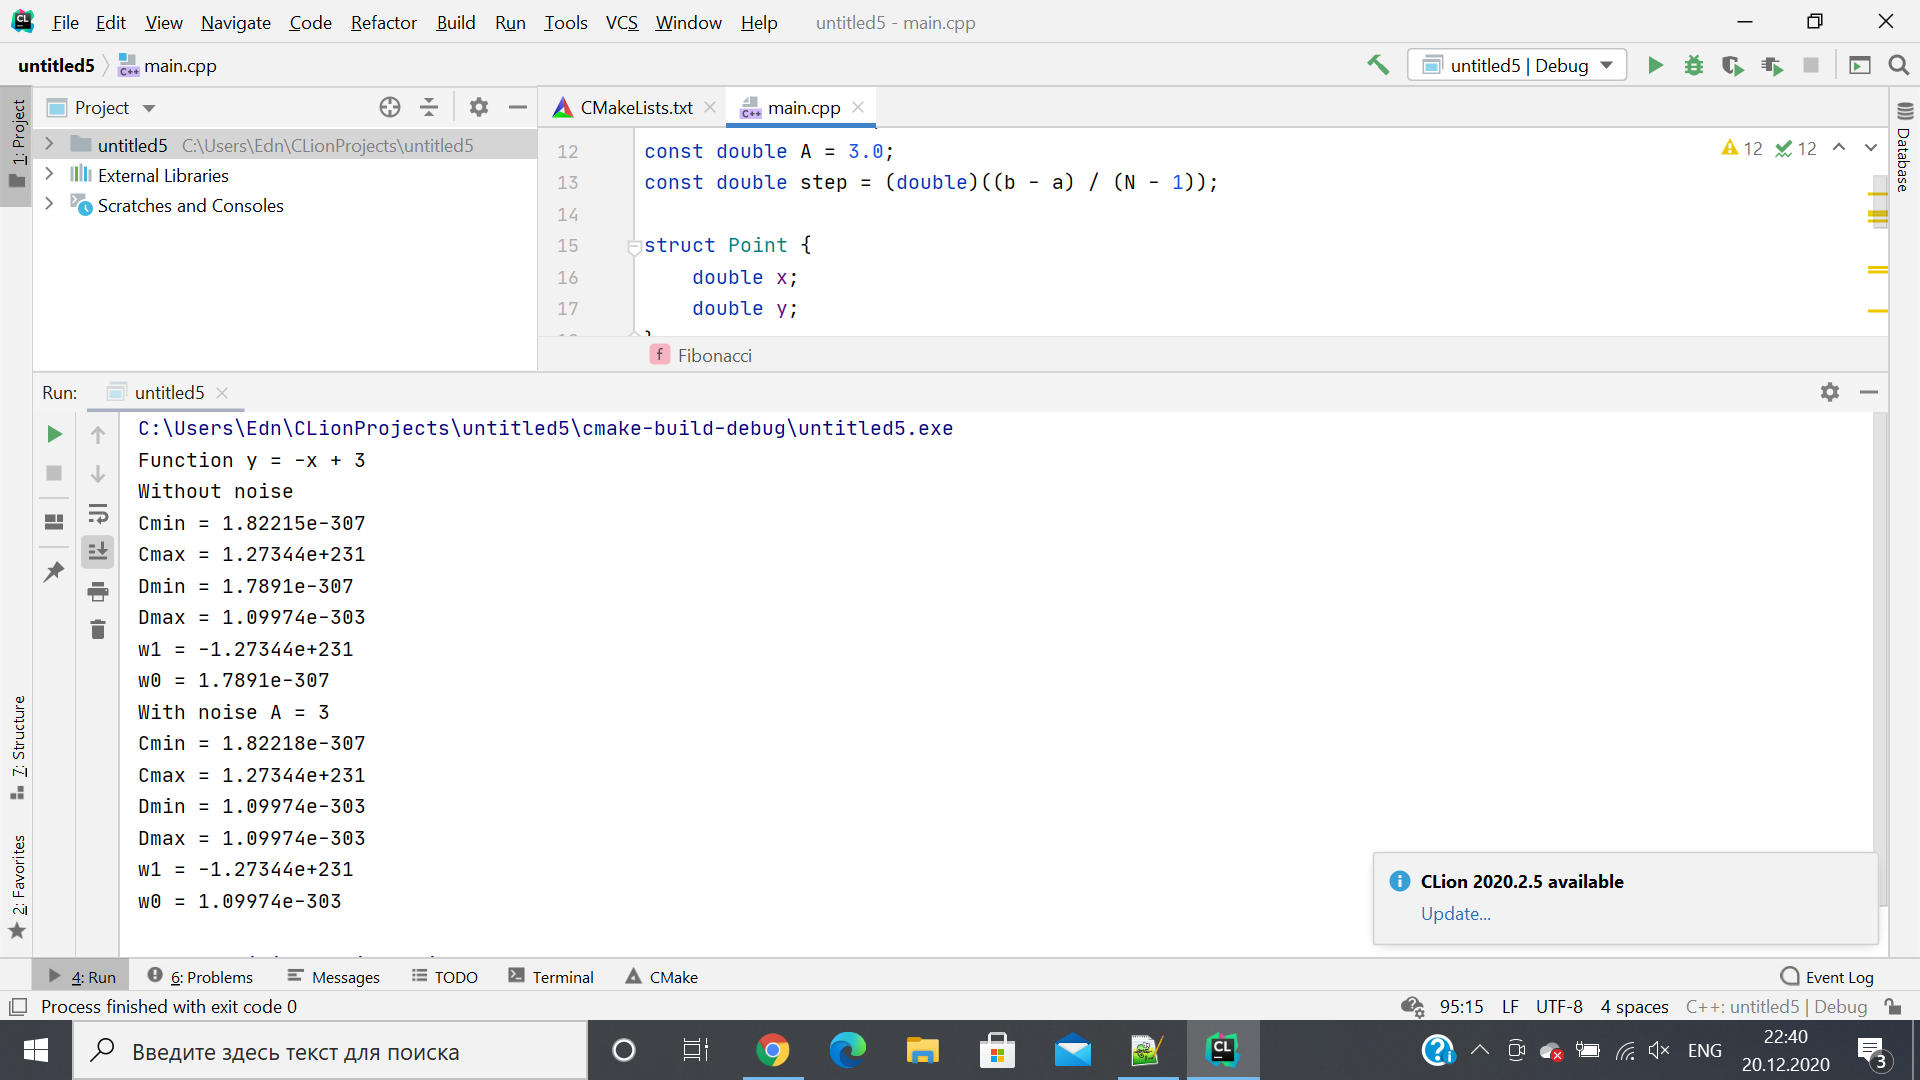 File Edit View Navigate Code Refactor Build Run Tools VCS Window Help untitled5 - main.cpp
untitled5 main.cpp untitled5 | Debug
1: Project
Project
CMakeLists.txt main.cpp
untitled5 C:\Users\Edn\CLionProjects\untitled5
External Libraries
Scratches and Consoles
12 const double A = 3.0;
13 const double step = (double)((b - a) / (N - 1));
14
15 struct Point {
16 double x;
17 double y;
12 12
Database
f Fibonacci
Run: untitled5
C:\Users\Edn\CLionProjects\untitled5\cmake-build-debug\untitled5.exe
Function y = -x + 3
Without noise
Cmin = 1.82215e-307
Cmax = 1.27344e+231
Dmin = 1.7891e-307
Dmax = 1.09974e-303
w1 = -1.27344e+231
w0 = 1.7891e-307
With noise A = 3
Cmin = 1.82218e-307
Cmax = 1.27344e+231
Dmin = 1.09974e-303
Dmax = 1.09974e-303
w1 = -1.27344e+231
w0 = 1.09974e-303
7: Structure
2: Favorites
CLion 2020.2.5 available
Update...
4: Run 6: Problems Messages TODO Terminal CMake Event Log
Process finished with exit code 0 95:15 LF UTF-8 4 spaces C++: untitled5 | Debug
Введите здесь текст для поиска
ENG
22:40
20.12.2020
3